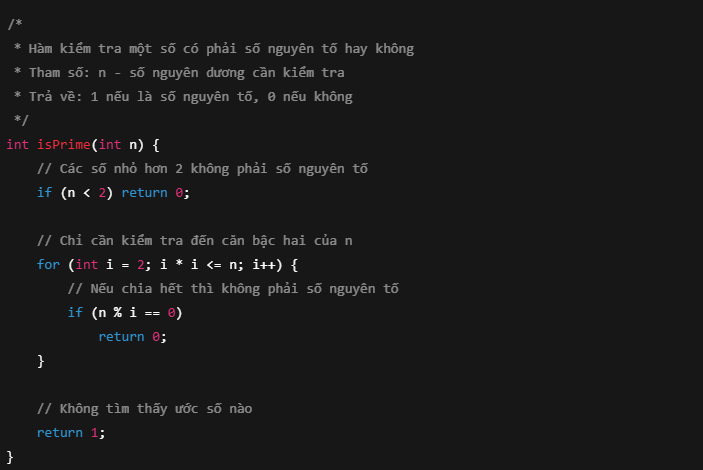 /*
 * Hàm kiểm tra một số có phải số nguyên tố hay không
 * Tham số: n - số nguyên dương cần kiểm tra
 * Trả về: 1 nếu là số nguyên tố, 0 nếu không
 */
int isPrime(int n) {
    // Các số nhỏ hơn 2 không phải số nguyên tố
    if (n < 2) return 0;

    // Chỉ cần kiểm tra đến căn bậc hai của n
    for (int i = 2; i * i <= n; i++) {
        // Nếu chia hết thì không phải số nguyên tố
        if (n % i == 0)
            return 0;
    }

    // Không tìm thấy ước số nào
    return 1;
}